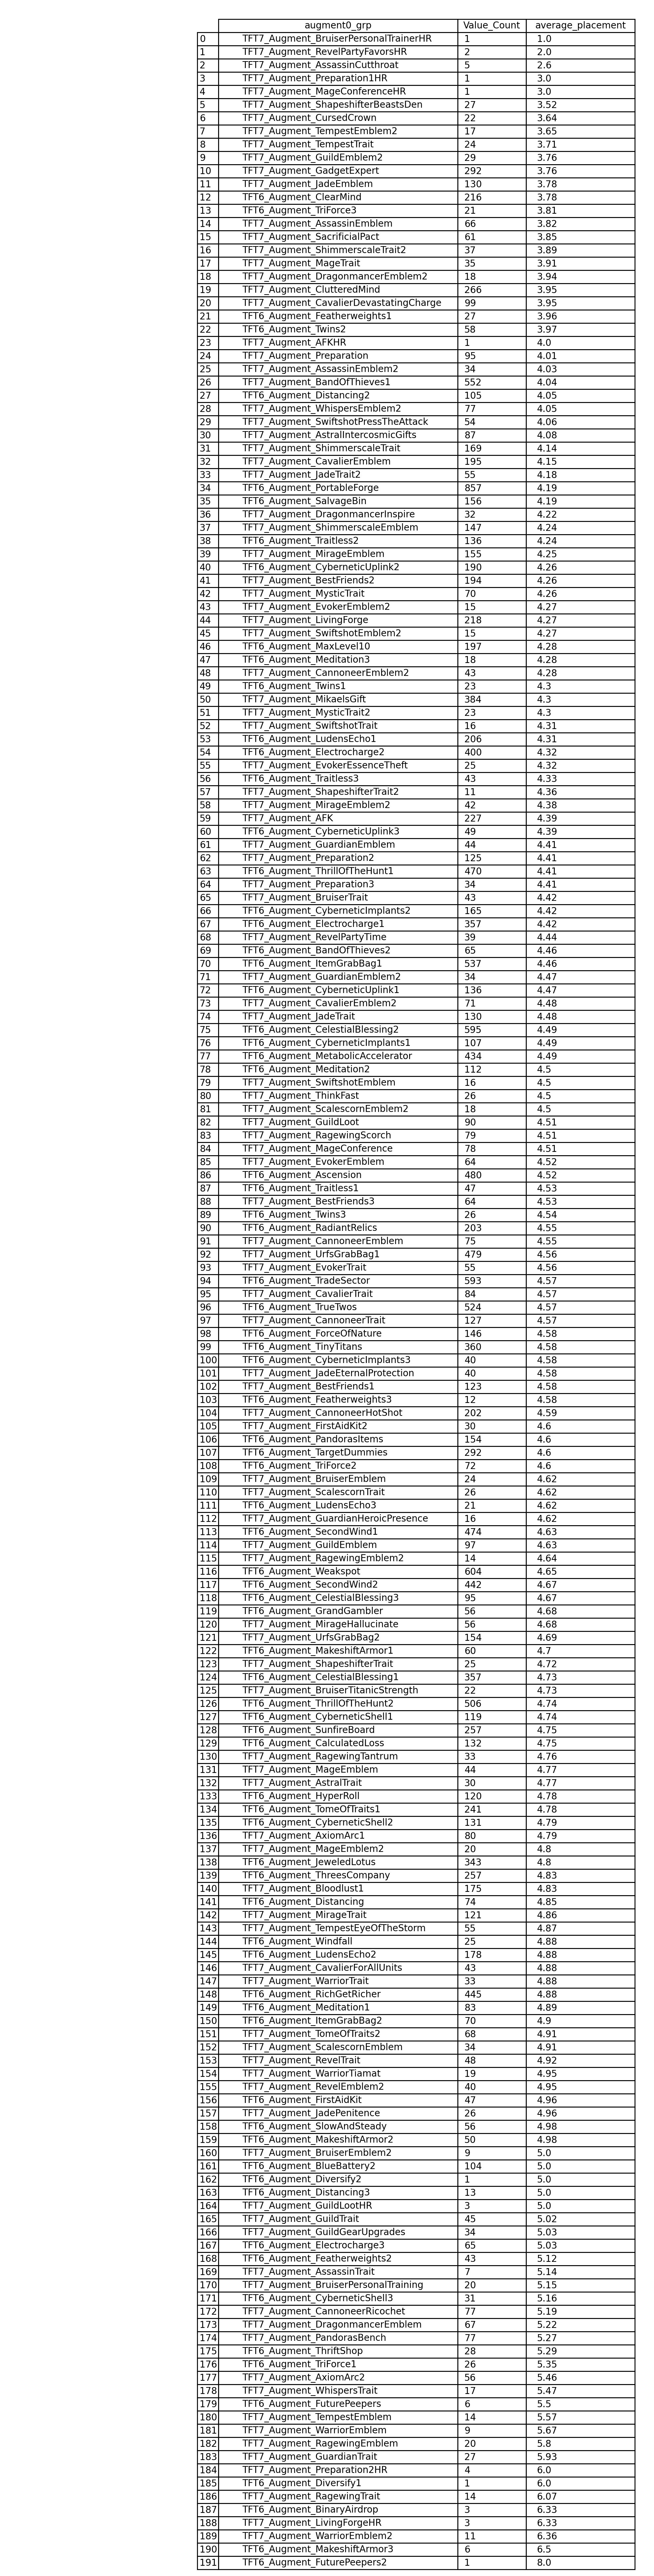 augment0_grp Value_Count average_placement
0 TFT7_Augment_BruiserPersonalTrainerHR 1 1.0
1 TFT7_Augment_RevelPartyFavorsHR 2 2.0
2 TFT7_Augment_AssassinCutthroat 5 2.6
3 TFT7_Augment_Preparation1HR 1 3.0
4 TFT7_Augment_MageConferenceHR 1 3.0
5 TFT7_Augment_ShapeshifterBeastsDen 27 3.52
6 TFT7_Augment_CursedCrown 22 3.64
7 TFT7_Augment_TempestEmblem2 17 3.65
8 TFT7_Augment_TempestTrait 24 3.71
9 TFT7_Augment_GuildEmblem2 29 3.76
10 TFT7_Augment_GadgetExpert 292 3.76
11 TFT7_Augment_JadeEmblem 130 3.78
12 TFT6_Augment_ClearMind 216 3.78
13 TFT6_Augment_TriForce3 21 3.81
14 TFT7_Augment_AssassinEmblem 66 3.82
15 TFT7_Augment_SacrificialPact 61 3.85
16 TFT7_Augment_ShimmerscaleTrait2 37 3.89
17 TFT7_Augment_MageTrait 35 3.91
18 TFT7_Augment_DragonmancerEmblem2 18 3.94
19 TFT7_Augment_ClutteredMind 266 3.95
20 TFT7_Augment_CavalierDevastatingCharge 99 3.95
21 TFT6_Augment_Featherweights1 27 3.96
22 TFT6_Augment_Twins2 58 3.97
23 TFT7_Augment_AFKHR 1 4.0
24 TFT7_Augment_Preparation 95 4.01
25 TFT7_Augment_AssassinEmblem2 34 4.03
26 TFT7_Augment_BandOfThieves1 552 4.04
27 TFT6_Augment_Distancing2 105 4.05
28 TFT7_Augment_WhispersEmblem2 77 4.05
29 TFT7_Augment_SwiftshotPressTheAttack 54 4.06
30 TFT7_Augment_AstralIntercosmicGifts 87 4.08
31 TFT7_Augment_ShimmerscaleTrait 169 4.14
32 TFT7_Augment_CavalierEmblem 195 4.15
33 TFT7_Augment_JadeTrait2 55 4.18
34 TFT6_Augment_PortableForge 857 4.19
35 TFT6_Augment_SalvageBin 156 4.19
36 TFT7_Augment_DragonmancerInspire 32 4.22
37 TFT7_Augment_ShimmerscaleEmblem 147 4.24
38 TFT6_Augment_Traitless2 136 4.24
39 TFT7_Augment_MirageEmblem 155 4.25
40 TFT6_Augment_CyberneticUplink2 190 4.26
41 TFT7_Augment_BestFriends2 194 4.26
42 TFT7_Augment_MysticTrait 70 4.26
43 TFT7_Augment_EvokerEmblem2 15 4.27
44 TFT7_Augment_LivingForge 218 4.27
45 TFT7_Augment_SwiftshotEmblem2 15 4.27
46 TFT6_Augment_MaxLevel10 197 4.28
47 TFT6_Augment_Meditation3 18 4.28
48 TFT7_Augment_CannoneerEmblem2 43 4.28
49 TFT6_Augment_Twins1 23 4.3
50 TFT7_Augment_MikaelsGift 384 4.3
51 TFT7_Augment_MysticTrait2 23 4.3
52 TFT7_Augment_SwiftshotTrait 16 4.31
53 TFT6_Augment_LudensEcho1 206 4.31
54 TFT6_Augment_Electrocharge2 400 4.32
55 TFT7_Augment_EvokerEssenceTheft 25 4.32
56 TFT6_Augment_Traitless3 43 4.33
57 TFT7_Augment_ShapeshifterTrait2 11 4.36
58 TFT7_Augment_MirageEmblem2 42 4.38
59 TFT7_Augment_AFK 227 4.39
60 TFT6_Augment_CyberneticUplink3 49 4.39
61 TFT7_Augment_GuardianEmblem 44 4.41
62 TFT7_Augment_Preparation2 125 4.41
63 TFT6_Augment_ThrillOfTheHunt1 470 4.41
64 TFT7_Augment_Preparation3 34 4.41
65 TFT7_Augment_BruiserTrait 43 4.42
66 TFT6_Augment_CyberneticImplants2 165 4.42
67 TFT6_Augment_Electrocharge1 357 4.42
68 TFT7_Augment_RevelPartyTime 39 4.44
69 TFT6_Augment_BandOfThieves2 65 4.46
70 TFT6_Augment_ItemGrabBag1 537 4.46
71 TFT7_Augment_GuardianEmblem2 34 4.47
72 TFT6_Augment_CyberneticUplink1 136 4.47
73 TFT7_Augment_CavalierEmblem2 71 4.48
74 TFT7_Augment_JadeTrait 130 4.48
75 TFT6_Augment_CelestialBlessing2 595 4.49
76 TFT6_Augment_CyberneticImplants1 107 4.49
77 TFT6_Augment_MetabolicAccelerator 434 4.49
78 TFT6_Augment_Meditation2 112 4.5
79 TFT7_Augment_SwiftshotEmblem 16 4.5
80 TFT7_Augment_ThinkFast 26 4.5
81 TFT7_Augment_ScalescornEmblem2 18 4.5
82 TFT7_Augment_GuildLoot 90 4.51
83 TFT7_Augment_RagewingScorch 79 4.51
84 TFT7_Augment_MageConference 78 4.51
85 TFT7_Augment_EvokerEmblem 64 4.52
86 TFT6_Augment_Ascension 480 4.52
87 TFT6_Augment_Traitless1 47 4.53
88 TFT7_Augment_BestFriends3 64 4.53
89 TFT6_Augment_Twins3 26 4.54
90 TFT6_Augment_RadiantRelics 203 4.55
91 TFT7_Augment_CannoneerEmblem 75 4.55
92 TFT7_Augment_UrfsGrabBag1 479 4.56
93 TFT7_Augment_EvokerTrait 55 4.56
94 TFT6_Augment_TradeSector 593 4.57
95 TFT7_Augment_CavalierTrait 84 4.57
96 TFT6_Augment_TrueTwos 524 4.57
97 TFT7_Augment_CannoneerTrait 127 4.57
98 TFT6_Augment_ForceOfNature 146 4.58
99 TFT6_Augment_TinyTitans 360 4.58
100 TFT6_Augment_CyberneticImplants3 40 4.58
101 TFT7_Augment_JadeEternalProtection 40 4.58
102 TFT7_Augment_BestFriends1 123 4.58
103 TFT6_Augment_Featherweights3 12 4.58
104 TFT7_Augment_CannoneerHotShot 202 4.59
105 TFT7_Augment_FirstAidKit2 30 4.6
106 TFT6_Augment_PandorasItems 154 4.6
107 TFT6_Augment_TargetDummies 292 4.6
108 TFT6_Augment_TriForce2 72 4.6
109 TFT7_Augment_BruiserEmblem 24 4.62
110 TFT7_Augment_ScalescornTrait 26 4.62
111 TFT6_Augment_LudensEcho3 21 4.62
112 TFT7_Augment_GuardianHeroicPresence 16 4.62
113 TFT6_Augment_SecondWind1 474 4.63
114 TFT7_Augment_GuildEmblem 97 4.63
115 TFT7_Augment_RagewingEmblem2 14 4.64
116 TFT6_Augment_Weakspot 604 4.65
117 TFT6_Augment_SecondWind2 442 4.67
118 TFT6_Augment_CelestialBlessing3 95 4.67
119 TFT6_Augment_GrandGambler 56 4.68
120 TFT7_Augment_MirageHallucinate 56 4.68
121 TFT7_Augment_UrfsGrabBag2 154 4.69
122 TFT6_Augment_MakeshiftArmor1 60 4.7
123 TFT7_Augment_ShapeshifterTrait 25 4.72
124 TFT6_Augment_CelestialBlessing1 357 4.73
125 TFT7_Augment_BruiserTitanicStrength 22 4.73
126 TFT6_Augment_ThrillOfTheHunt2 506 4.74
127 TFT6_Augment_CyberneticShell1 119 4.74
128 TFT6_Augment_SunfireBoard 257 4.75
129 TFT6_Augment_CalculatedLoss 132 4.75
130 TFT7_Augment_RagewingTantrum 33 4.76
131 TFT7_Augment_MageEmblem 44 4.77
132 TFT7_Augment_AstralTrait 30 4.77
133 TFT6_Augment_HyperRoll 120 4.78
134 TFT6_Augment_TomeOfTraits1 241 4.78
135 TFT6_Augment_CyberneticShell2 131 4.79
136 TFT7_Augment_AxiomArc1 80 4.79
137 TFT7_Augment_MageEmblem2 20 4.8
138 TFT6_Augment_JeweledLotus 343 4.8
139 TFT6_Augment_ThreesCompany 257 4.83
140 TFT7_Augment_Bloodlust1 175 4.83
141 TFT6_Augment_Distancing 74 4.85
142 TFT7_Augment_MirageTrait 121 4.86
143 TFT7_Augment_TempestEyeOfTheStorm 55 4.87
144 TFT6_Augment_Windfall 25 4.88
145 TFT6_Augment_LudensEcho2 178 4.88
146 TFT7_Augment_CavalierForAllUnits 43 4.88
147 TFT7_Augment_WarriorTrait 33 4.88
148 TFT6_Augment_RichGetRicher 445 4.88
149 TFT6_Augment_Meditation1 83 4.89
150 TFT6_Augment_ItemGrabBag2 70 4.9
151 TFT7_Augment_TomeOfTraits2 68 4.91
152 TFT7_Augment_ScalescornEmblem 34 4.91
153 TFT7_Augment_RevelTrait 48 4.92
154 TFT7_Augment_WarriorTiamat 19 4.95
155 TFT7_Augment_RevelEmblem2 40 4.95
156 TFT6_Augment_FirstAidKit 47 4.96
157 TFT7_Augment_JadePenitence 26 4.96
158 TFT6_Augment_SlowAndSteady 56 4.98
159 TFT6_Augment_MakeshiftArmor2 50 4.98
160 TFT7_Augment_BruiserEmblem2 9 5.0
161 TFT6_Augment_BlueBattery2 104 5.0
162 TFT6_Augment_Diversify2 1 5.0
163 TFT6_Augment_Distancing3 13 5.0
164 TFT7_Augment_GuildLootHR 3 5.0
165 TFT7_Augment_GuildTrait 45 5.02
166 TFT7_Augment_GuildGearUpgrades 34 5.03
167 TFT6_Augment_Electrocharge3 65 5.03
168 TFT6_Augment_Featherweights2 43 5.12
169 TFT7_Augment_AssassinTrait 7 5.14
170 TFT7_Augment_BruiserPersonalTraining 20 5.15
171 TFT6_Augment_CyberneticShell3 31 5.16
172 TFT7_Augment_CannoneerRicochet 77 5.19
173 TFT7_Augment_DragonmancerEmblem 67 5.22
174 TFT7_Augment_PandorasBench 77 5.27
175 TFT6_Augment_ThriftShop 28 5.29
176 TFT6_Augment_TriForce1 26 5.35
177 TFT7_Augment_AxiomArc2 56 5.46
178 TFT7_Augment_WhispersTrait 17 5.47
179 TFT6_Augment_FuturePeepers 6 5.5
180 TFT7_Augment_TempestEmblem 14 5.57
181 TFT7_Augment_WarriorEmblem 9 5.67
182 TFT7_Augment_RagewingEmblem 20 5.8
183 TFT7_Augment_GuardianTrait 27 5.93
184 TFT7_Augment_Preparation2HR 4 6.0
185 TFT6_Augment_Diversify1 1 6.0
186 TFT7_Augment_RagewingTrait 14 6.07
187 TFT6_Augment_BinaryAirdrop 3 6.33
188 TFT7_Augment_LivingForgeHR 3 6.33
189 TFT7_Augment_WarriorEmblem2 11 6.36
190 TFT6_Augment_MakeshiftArmor3 6 6.5
191 TFT6_Augment_FuturePeepers2 1 8.0